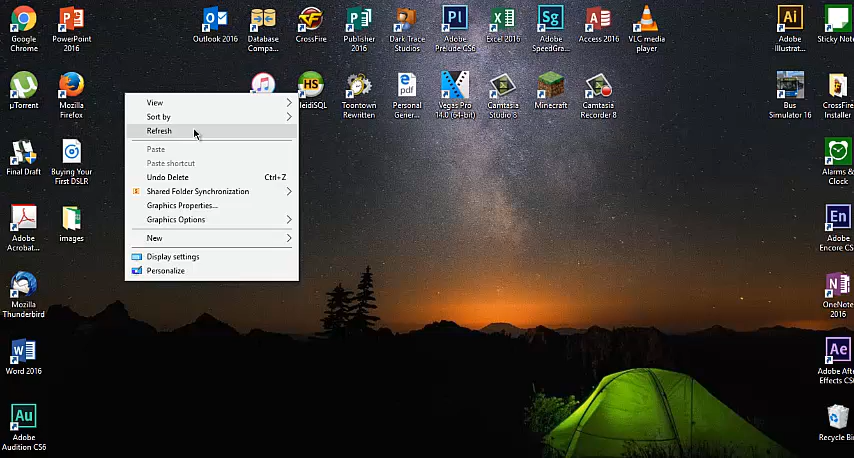 Google
Chrome
PowerPoint
2016
Outlook 2016
Database
Compa...
CrossFire
Publisher
2016
Dark Trace
Studios
Adobe
Prelude CS6
Excel 2016
Adobe
SpeedGra...
Access 2016
VLC media
player
Adobe
Illustrat...
Sticky Note
µTorrent
Mozilla
Firefox
HeidiSQL
Toontown
Rewritten
Personal
Gener...
Vegas Pro
14.0 (64-bit)
Camtasia
Studio 8
Minecraft
Camtasia
Recorder 8
Bus
Simulator 16
CrossFire
Installer
View
Sort by
Refresh
Paste
Paste shortcut
Undo Delete Ctrl+Z
Shared Folder Synchronization
Graphics Properties...
Graphics Options
New
Display settings
Personalize
Final Draft
Buying Your
First DSLR
Alarms &
Clock
Adobe
Acrobat...
images
Adobe
Encore CS
Mozilla
Thunderbird
OneNote
2016
Word 2016
Adobe Afte
Effects CS6
Adobe
Audition CS6
Recycle Bin